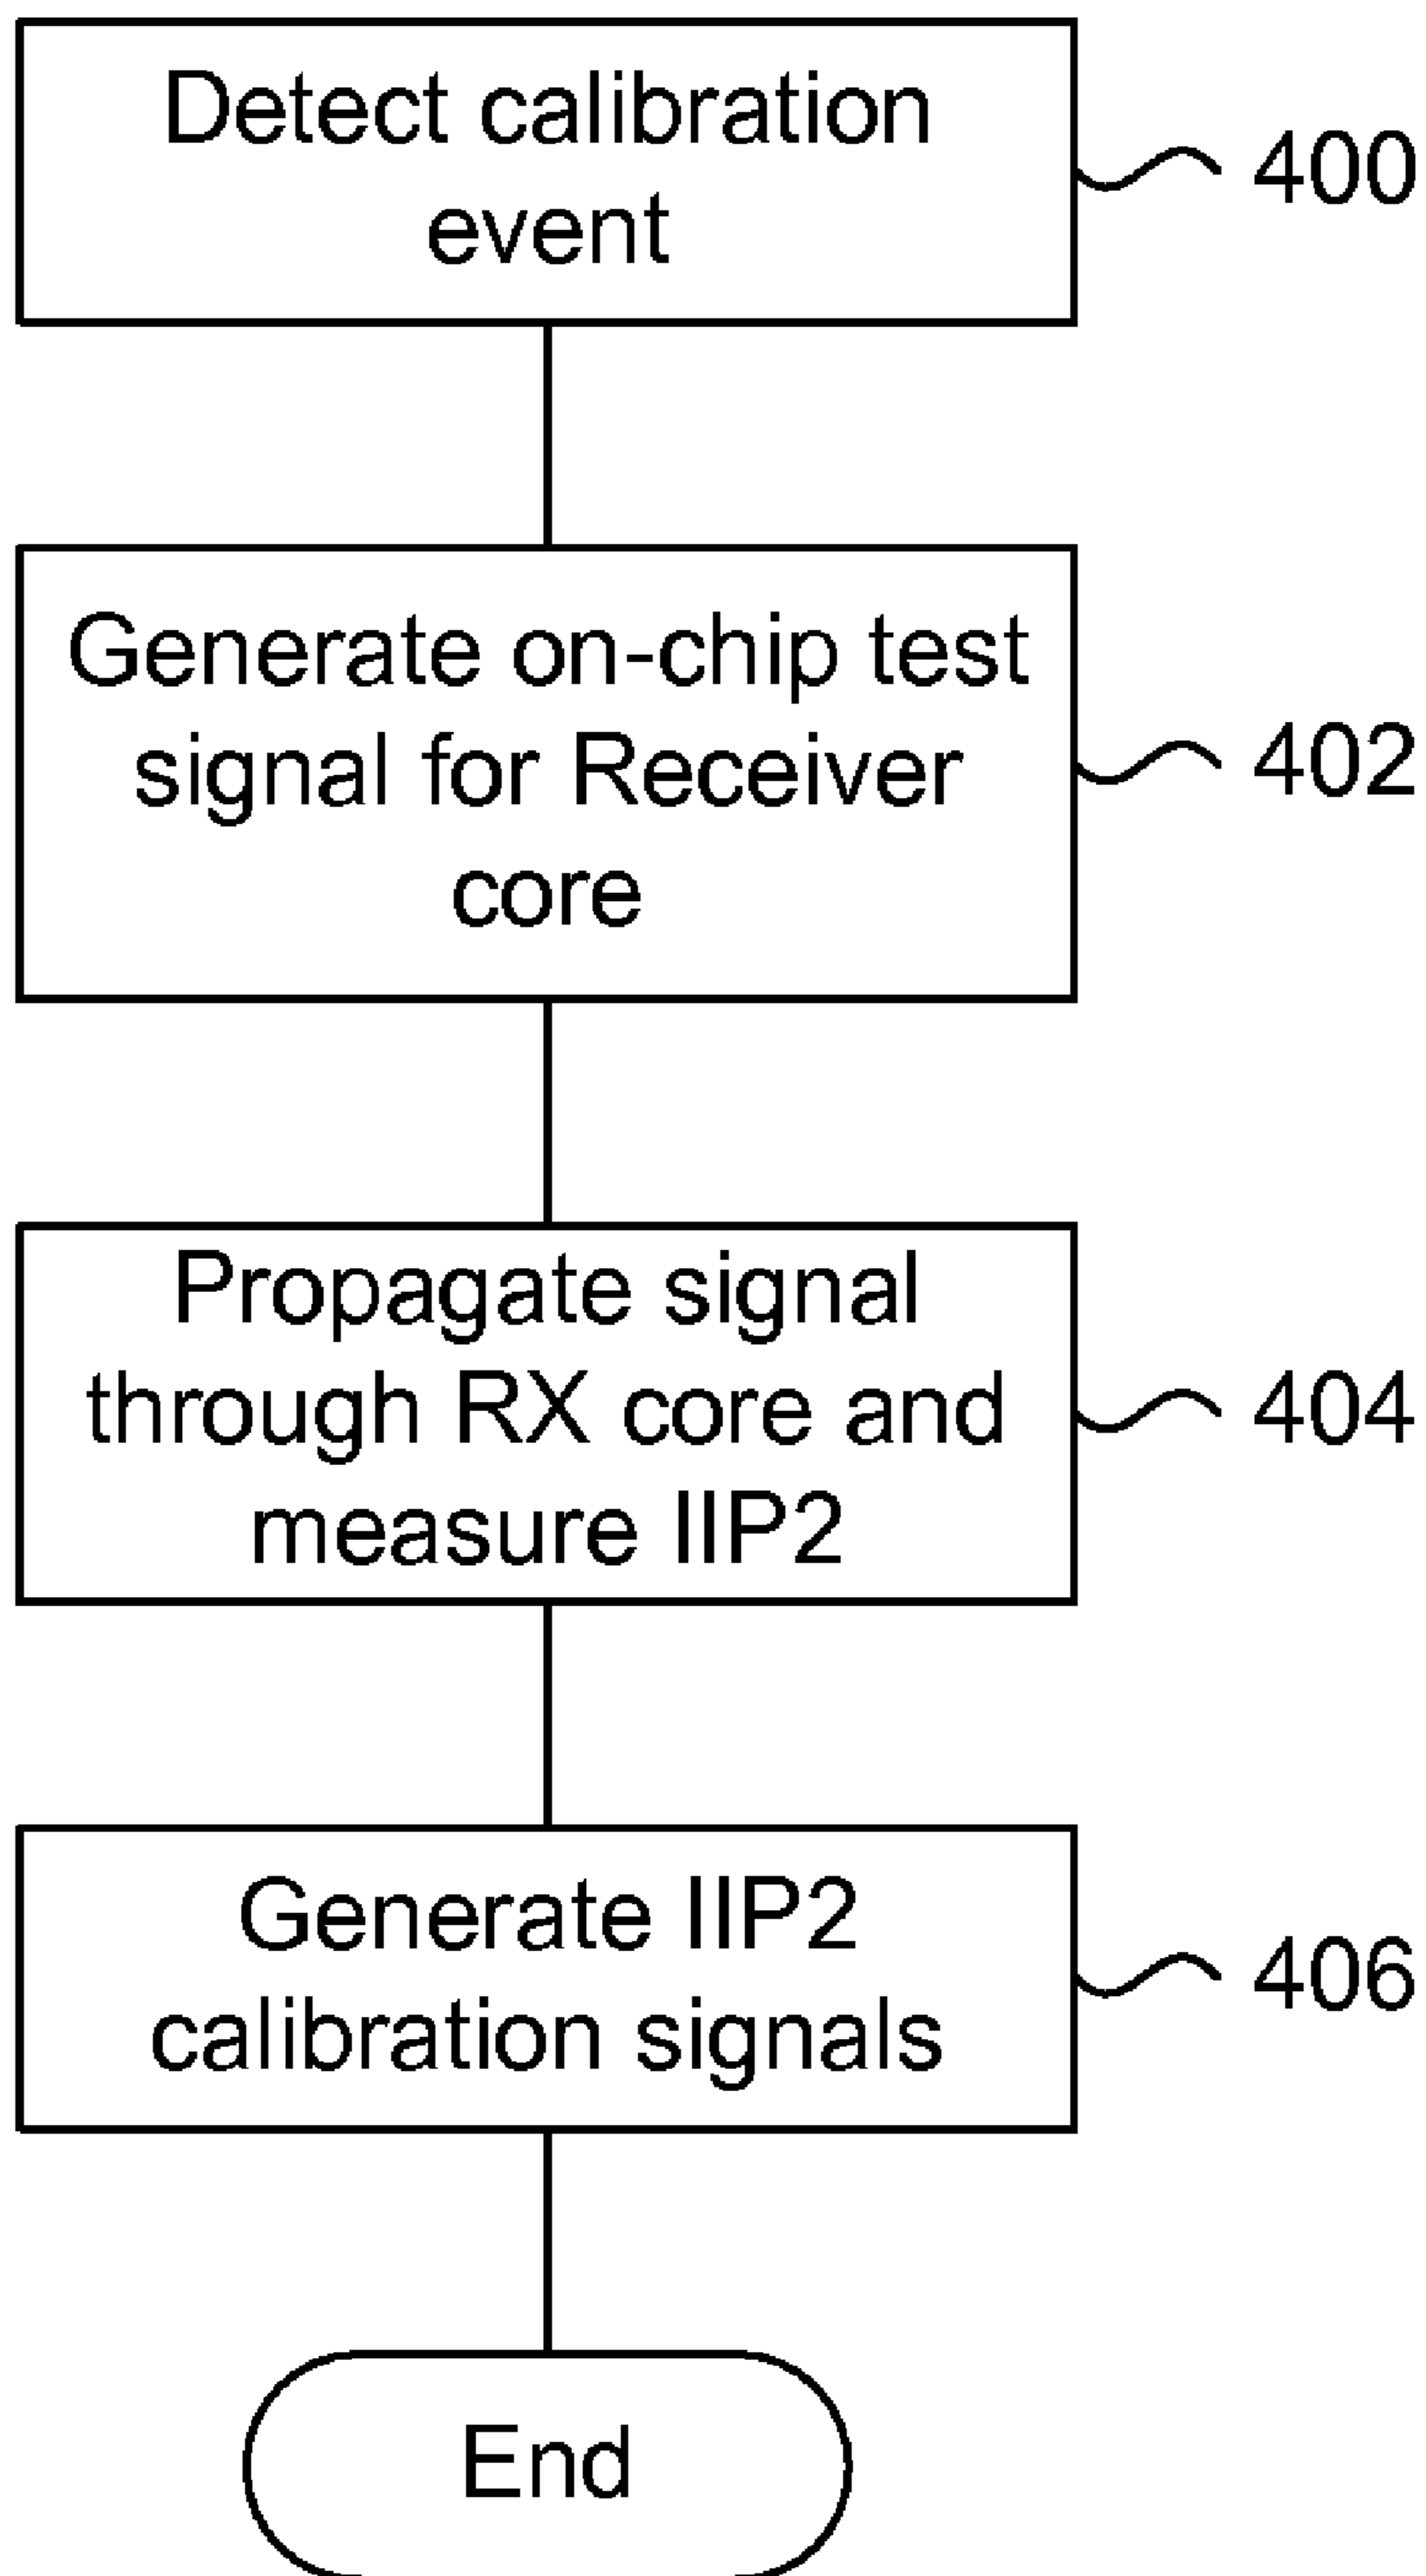 Detect calibration
event
400
Generate on-chip test
signal for Receiver
core
402
Propagate signal
through RX core and
measure IIP2
404
Generate IIP2
calibration signals
406
End